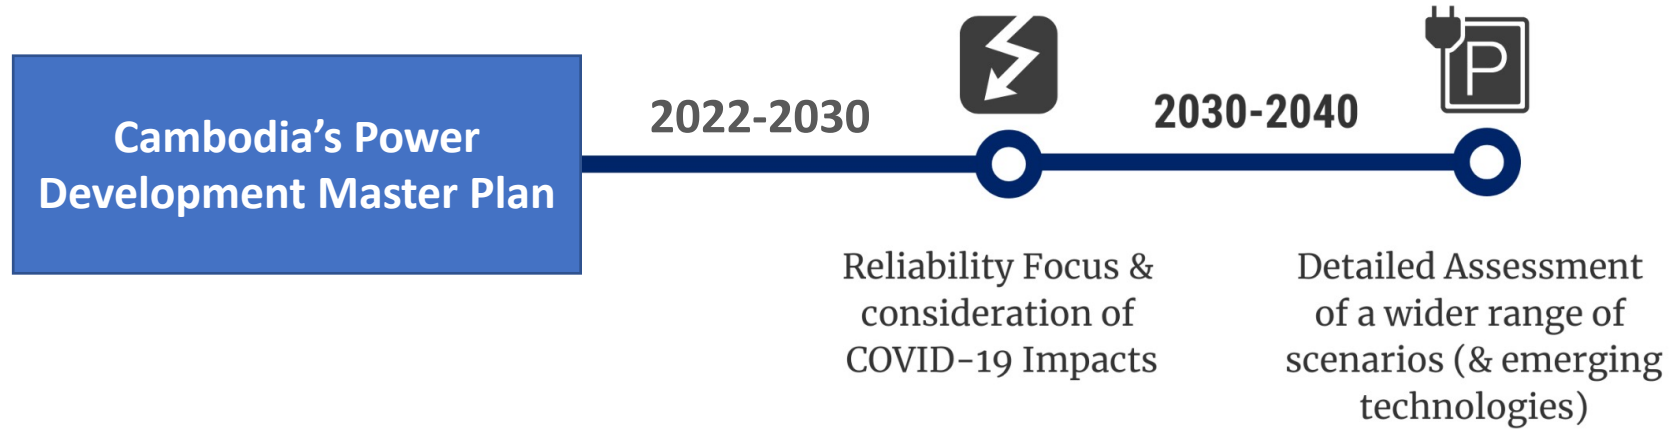 Cambodia’s Power
Development Master Plan
2022-2030
2030-2040
P
Reliability Focus &
consideration of
COVID-19 Impacts
Detailed Assessment
of a wider range of
scenarios (& emerging
technologies)